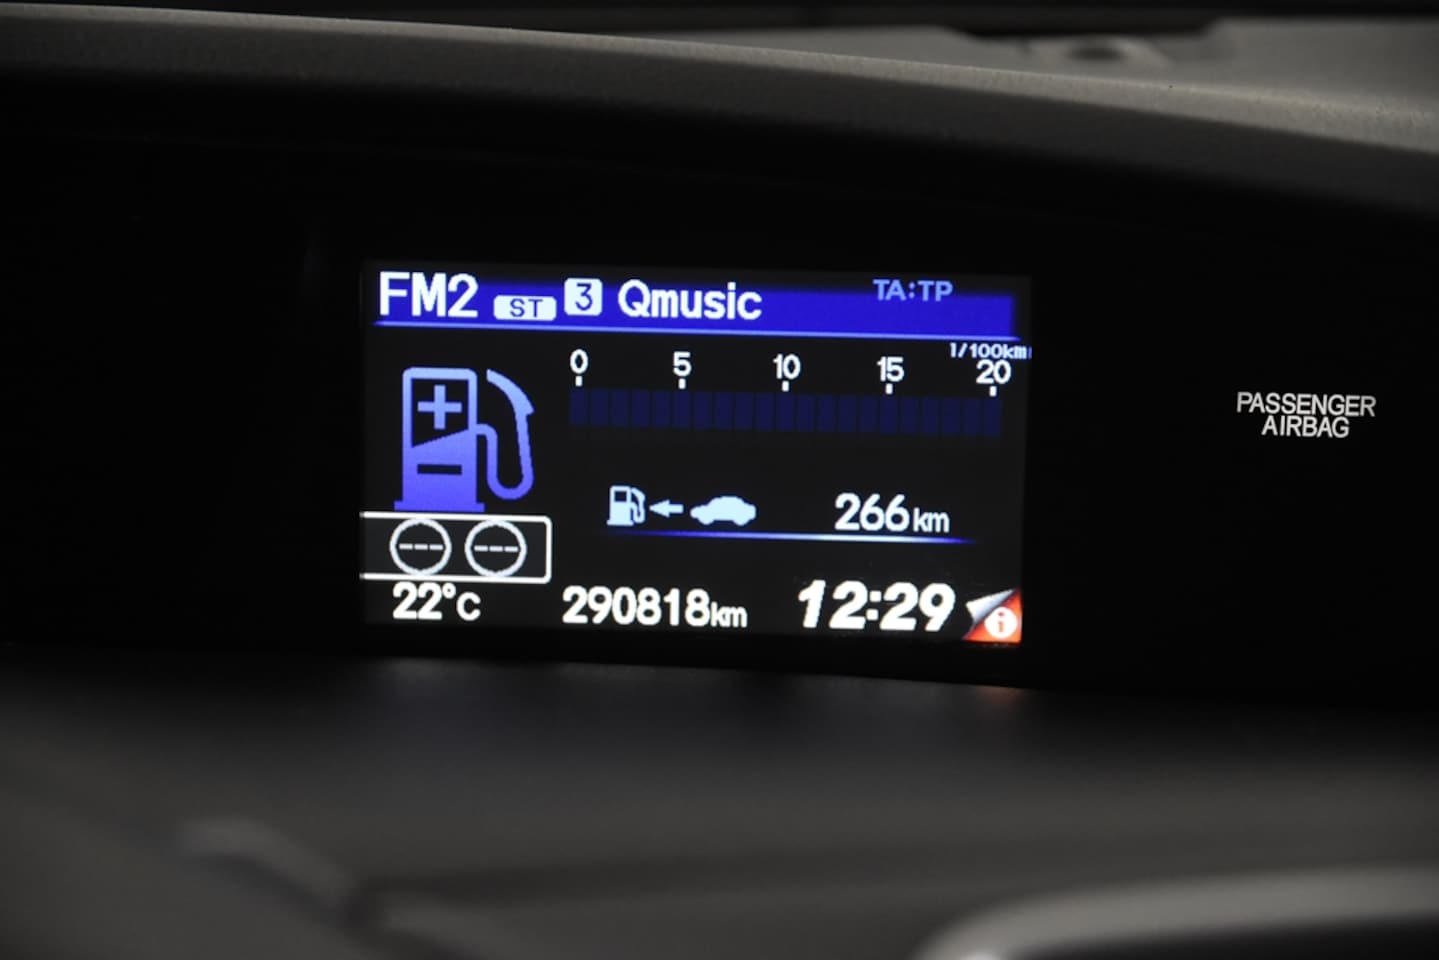 FM2 ST 3 Qmusic TA:TP
l/100km
0 5 10 15 20
PASSENGER
AIRBAG
266km
--- ---
22°C 290818km 12:29 i